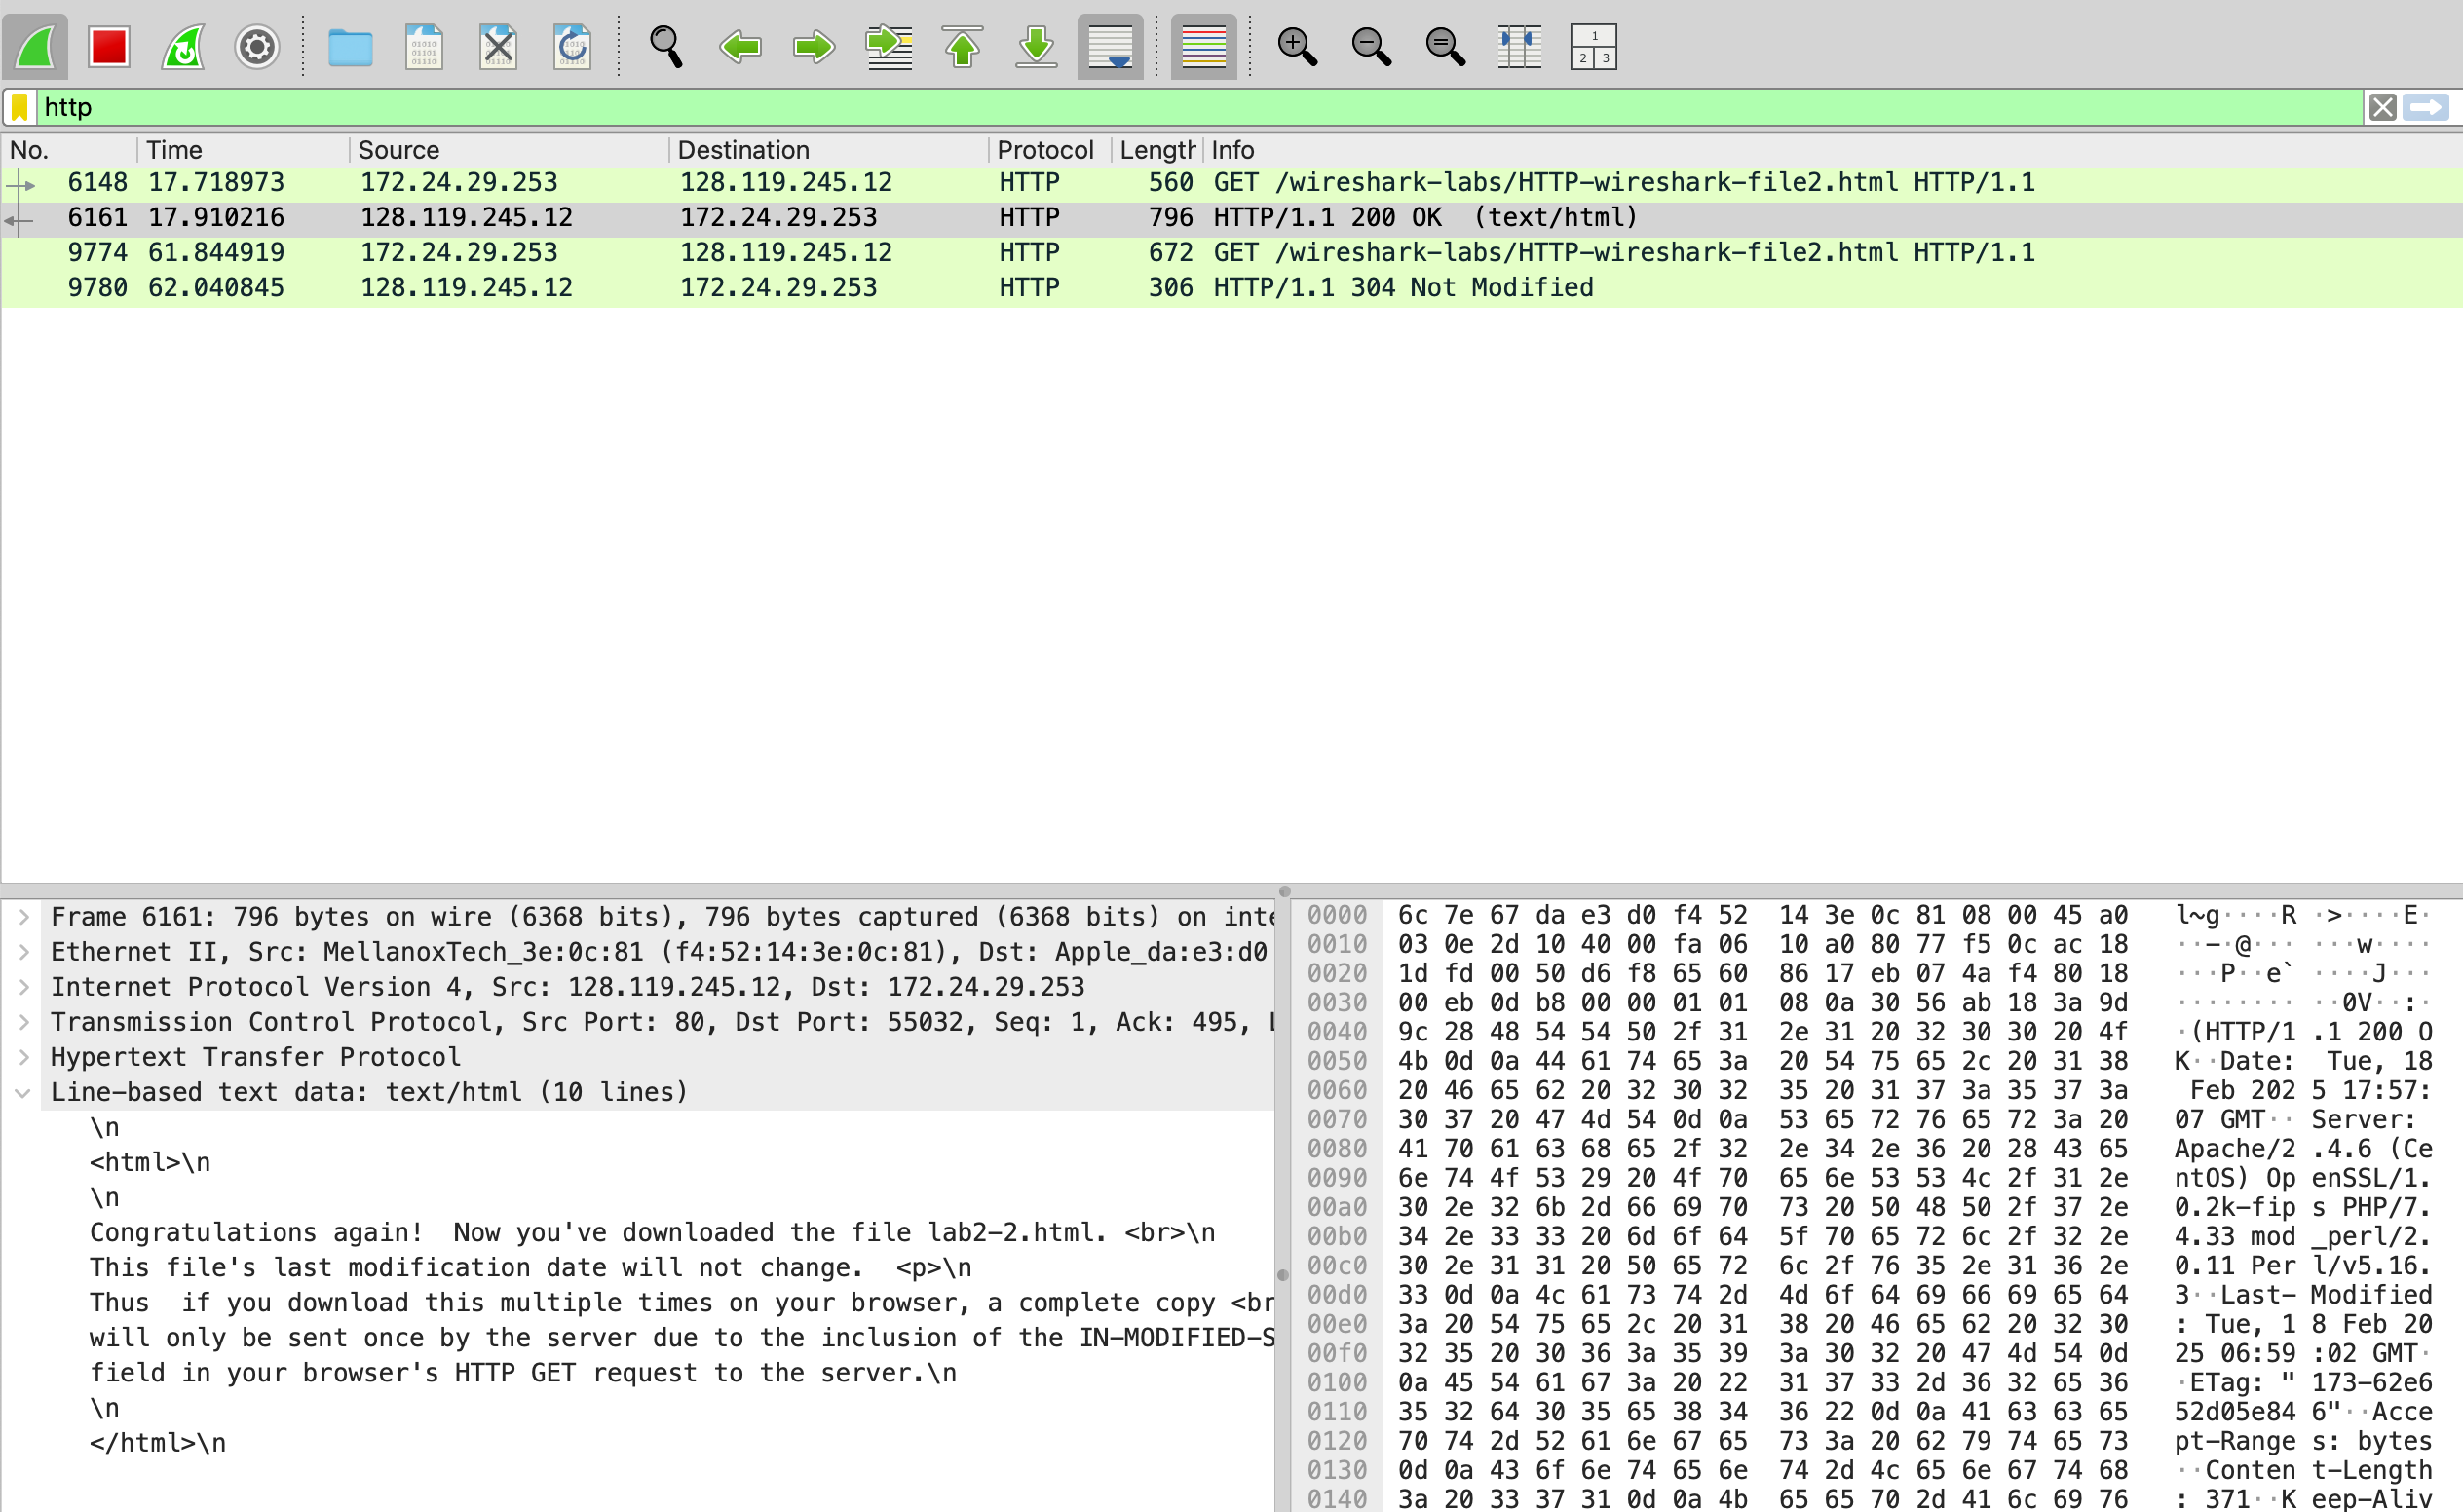 http
No. Time Source Destination Protocol Length Info
6148 17.718973 172.24.29.253 128.119.245.12 HTTP 560 GET /wireshark-labs/HTTP-wireshark-file2.html HTTP/1.1
6161 17.910216 128.119.245.12 172.24.29.253 HTTP 796 HTTP/1.1 200 OK  (text/html)
9774 61.844919 172.24.29.253 128.119.245.12 HTTP 672 GET /wireshark-labs/HTTP-wireshark-file2.html HTTP/1.1
9780 62.040845 128.119.245.12 172.24.29.253 HTTP 306 HTTP/1.1 304 Not Modified
Frame 6161: 796 bytes on wire (6368 bits), 796 bytes captured (6368 bits) on inte
Ethernet II, Src: MellanoxTech_3e:0c:81 (f4:52:14:3e:0c:81), Dst: Apple_da:e3:d0
Internet Protocol Version 4, Src: 128.119.245.12, Dst: 172.24.29.253
Transmission Control Protocol, Src Port: 80, Dst Port: 55032, Seq: 1, Ack: 495, L
Hypertext Transfer Protocol
Line-based text data: text/html (10 lines)
\n
<html>\n
\n
Congratulations again!  Now you've downloaded the file lab2-2.html. <br>\n
This file's last modification date will not change.  <p>\n
Thus  if you download this multiple times on your browser, a complete copy <br
will only be sent once by the server due to the inclusion of the IN-MODIFIED-S
field in your browser's HTTP GET request to the server.\n
\n
</html>\n
0000 6c 7e 67 da e3 d0 f4 52 14 3e 0c 81 08 00 45 a0 l~g····R ·>····E·
0010 03 0e 2d 10 40 00 fa 06 10 a0 80 77 f5 0c ac 18 ··-·@··· ···w····
0020 1d fd 00 50 d6 f8 65 60 86 17 eb 07 4a f4 80 18 ···P··e` ····J···
0030 00 eb 0d b8 00 00 01 01 08 0a 30 56 ab 18 3a 9d ········ ··0V··:·
0040 9c 28 48 54 54 50 2f 31 2e 31 20 32 30 30 20 4f ·(HTTP/1 .1 200 O
0050 4b 0d 0a 44 61 74 65 3a 20 54 75 65 2c 20 31 38 K··Date:  Tue, 18
0060 20 46 65 62 20 32 30 32 35 20 31 37 3a 35 37 3a  Feb 202 5 17:57:
0070 30 37 20 47 4d 54 0d 0a 53 65 72 76 65 72 3a 20 07 GMT·· Server:
0080 41 70 61 63 68 65 2f 32 2e 34 2e 36 20 28 43 65 Apache/2 .4.6 (Ce
0090 6e 74 4f 53 29 20 4f 70 65 6e 53 53 4c 2f 31 2e ntOS) Op enSSL/1.
00a0 30 2e 32 6b 2d 66 69 70 73 20 50 48 50 2f 37 2e 0.2k-fip s PHP/7.
00b0 34 2e 33 33 20 6d 6f 64 5f 70 65 72 6c 2f 32 2e 4.33 mod _perl/2.
00c0 30 2e 31 31 20 50 65 72 6c 2f 76 35 2e 31 36 2e 0.11 Per l/v5.16.
00d0 33 0d 0a 4c 61 73 74 2d 4d 6f 64 69 66 69 65 64 3··Last- Modified
00e0 3a 20 54 75 65 2c 20 31 38 20 46 65 62 20 32 30 : Tue, 1 8 Feb 20
00f0 32 35 20 30 36 3a 35 39 3a 30 32 20 47 4d 54 0d 25 06:59 :02 GMT·
0100 0a 45 54 61 67 3a 20 22 31 37 33 2d 36 32 65 36 ·ETag: " 173-62e6
0110 35 32 64 30 35 65 38 34 36 22 0d 0a 41 63 63 65 52d05e84 6"··Acce
0120 70 74 2d 52 61 6e 67 65 73 3a 20 62 79 74 65 73 pt-Range s: bytes
0130 0d 0a 43 6f 6e 74 65 6e 74 2d 4c 65 6e 67 74 68 ··Conten t-Length
0140 3a 20 33 37 31 0d 0a 4b 65 65 70 2d 41 6c 69 76 : 371··K eep-Aliv